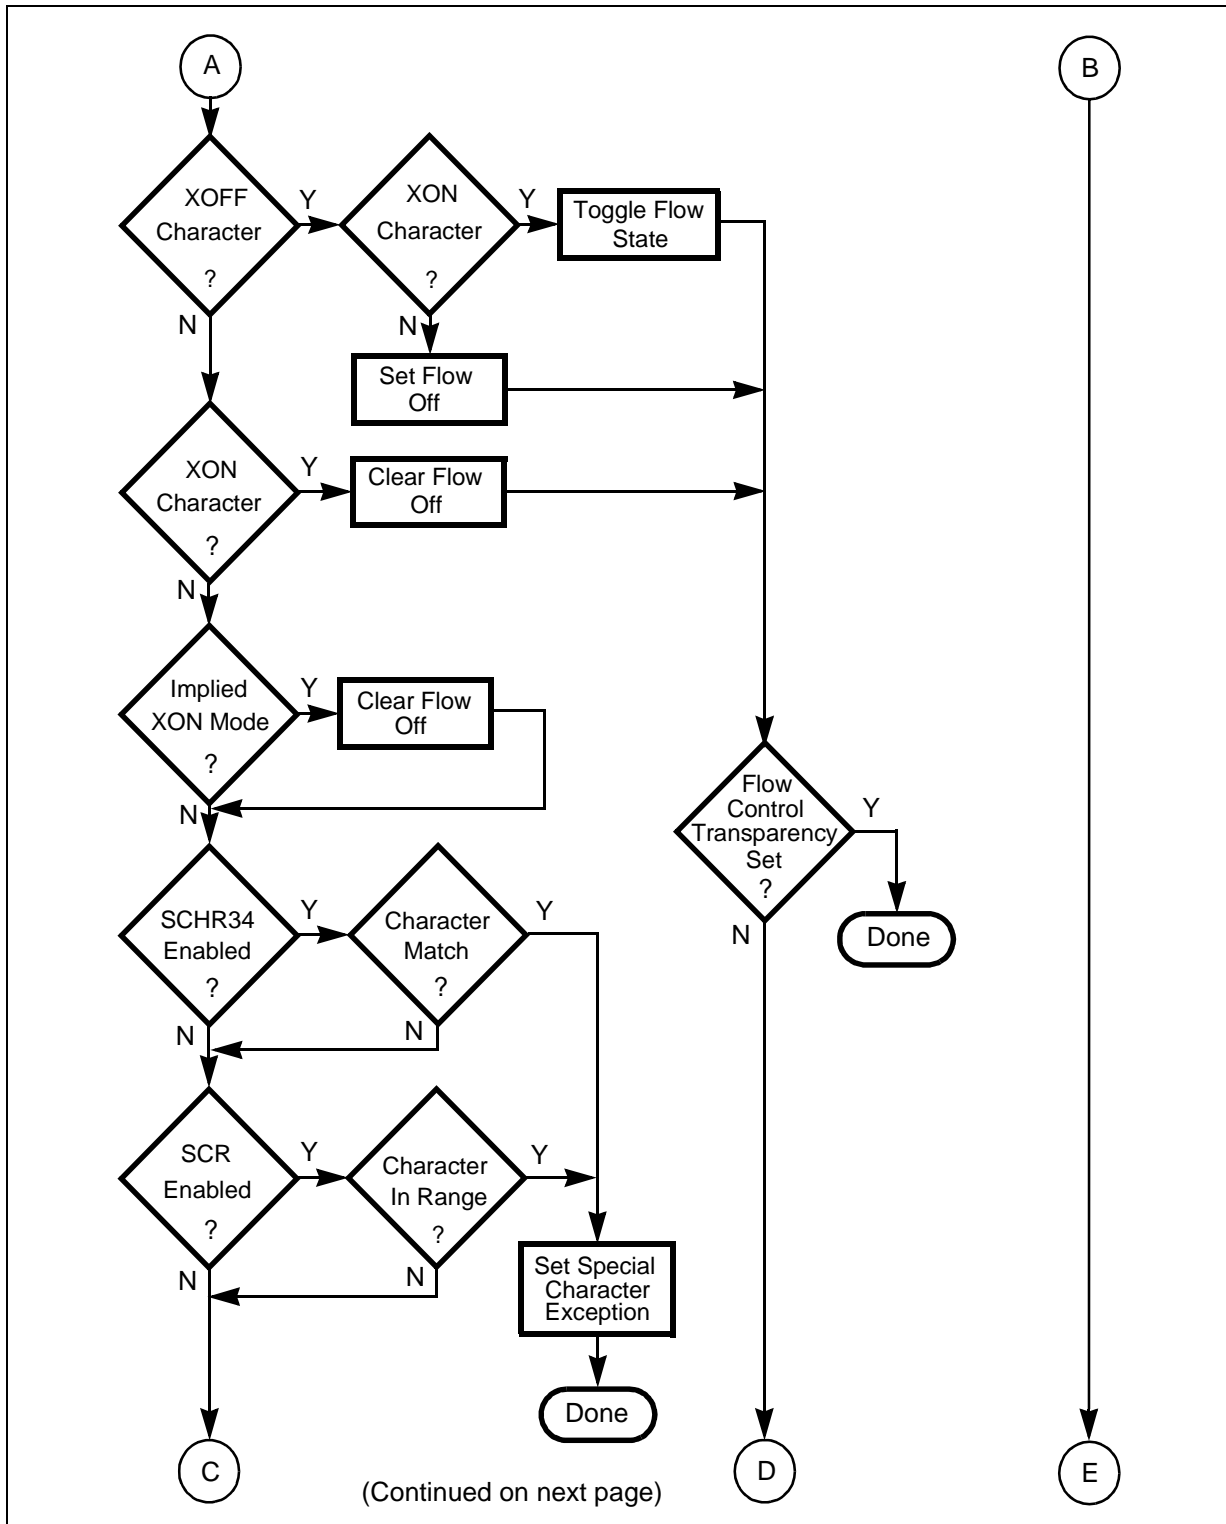 A
B
XOFF
Character
?
Y
N
XON
Character
?
Y
N
Toggle Flow
State
Set Flow
Off
XON
Character
?
Y
N
Clear Flow
Off
Implied
XON Mode
?
Y
N
Clear Flow
Off
Flow
Control
Transparency
Set
?
Y
N
Done
SCHR34
Enabled
?
Y
N
Character
Match
?
Y
N
SCR
Enabled
?
Y
N
Character
In Range
?
Y
N
Set Special
Character
Exception
Done
C
D
E
(Continued on next page)